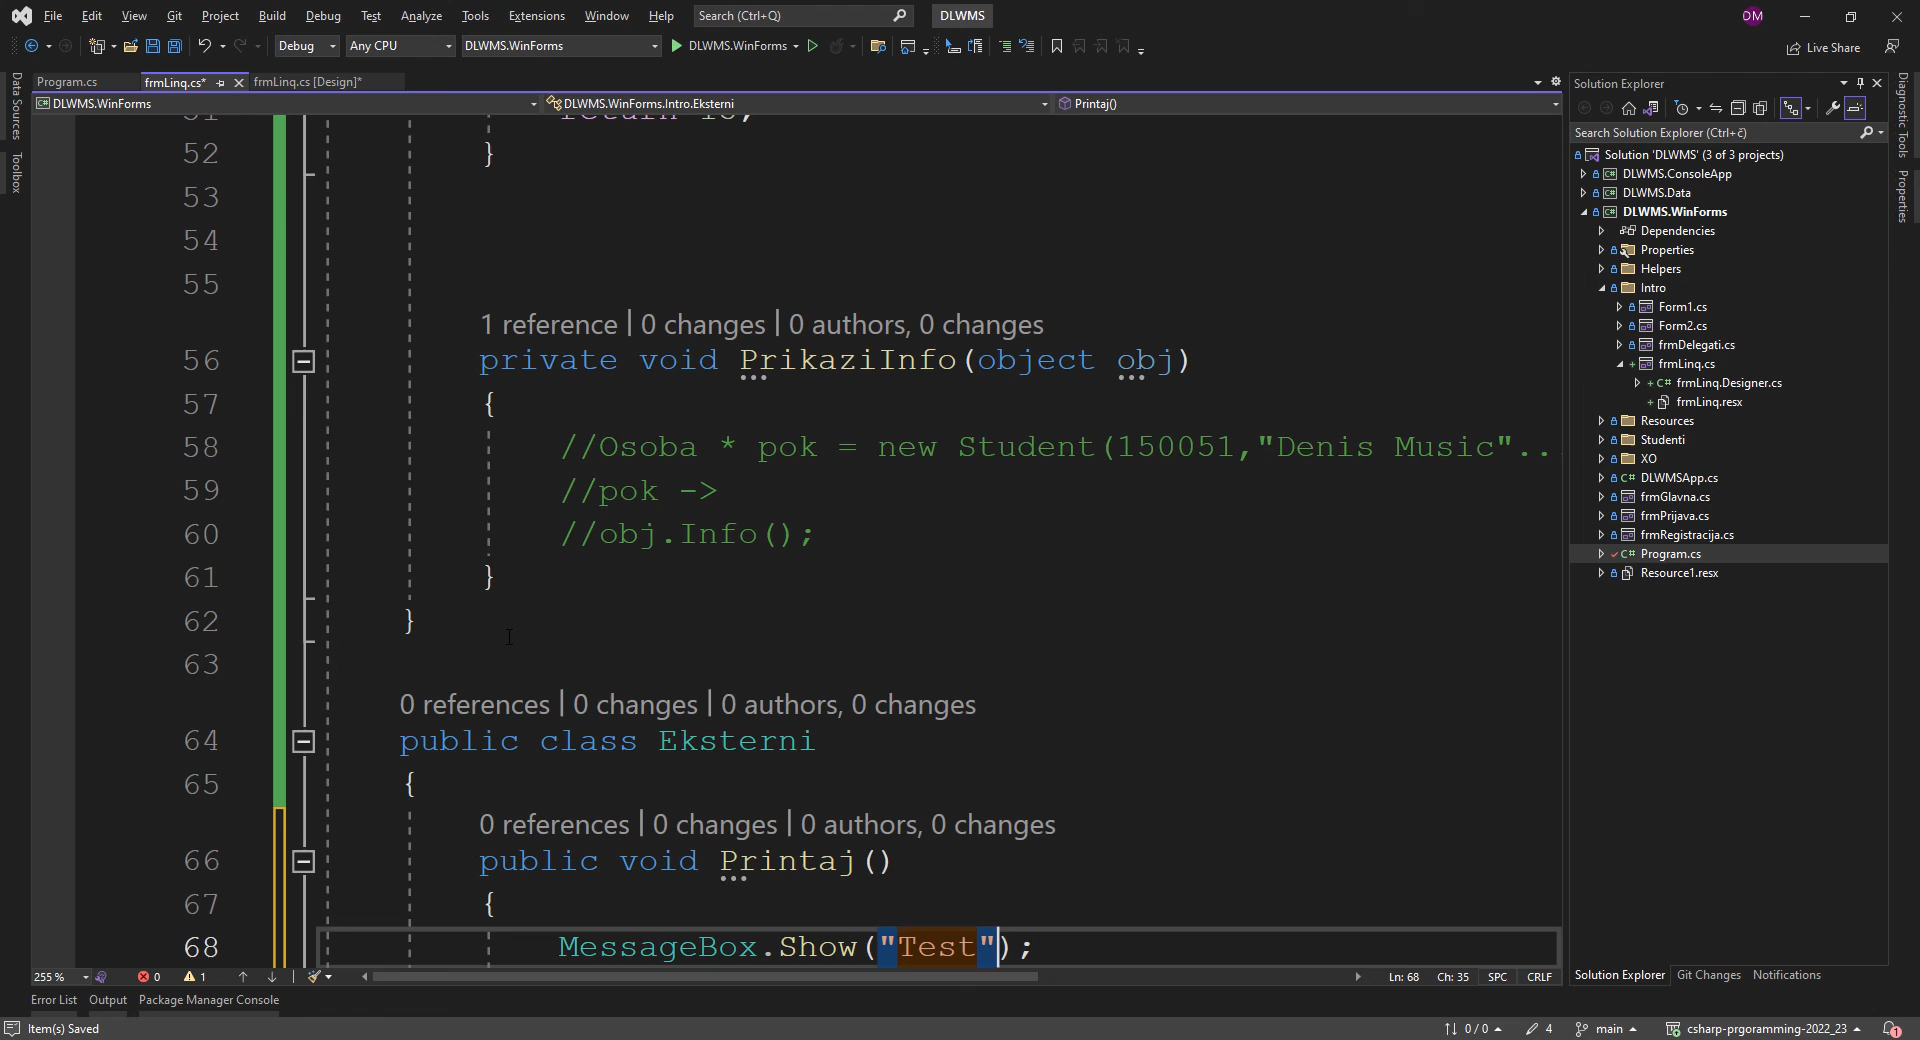 File Edit View Git Project Build Debug Test Analyze Tools Extensions Window Help Search (Ctrl+Q) DLWMS DM
Debug Any CPU DLWMS.WinForms DLWMS.WinForms Live Share
Program.cs frmLinq.cs* frmLinq.cs [Design]*
DLWMS.WinForms DLWMS.WinForms.Intro.Eksterni Printaj()
Data Sources
Toolbox
52 }
53
54
55
1 reference | 0 changes | 0 authors, 0 changes
56 private void PrikaziInfo(object obj)
57 {
58 //Osoba * pok = new Student(150051,"Denis Music"..
59 //pok ->
60 //obj.Info();
61 }
62 }
63
0 references | 0 changes | 0 authors, 0 changes
64 public class Eksterni
65 {
0 references | 0 changes | 0 authors, 0 changes
66 public void Printaj()
67 {
68 MessageBox.Show("Test");
255 % 0 1 Ln: 68 Ch: 35 SPC CRLF
Error List Output Package Manager Console
Item(s) Saved 0 / 0 4 main csharp-prgoramming-2022_23 1
Solution Explorer
Search Solution Explorer (Ctrl+č)
Solution 'DLWMS' (3 of 3 projects)
DLWMS.ConsoleApp
DLWMS.Data
DLWMS.WinForms
Dependencies
Properties
Helpers
Intro
Form1.cs
Form2.cs
frmDelegati.cs
frmLinq.cs
frmLinq.Designer.cs
frmLinq.resx
Resources
Studenti
XO
DLWMSApp.cs
frmGlavna.cs
frmPrijava.cs
frmRegistracija.cs
Program.cs
Resource1.resx
Solution Explorer Git Changes Notifications
Diagnostic Tools
Properties